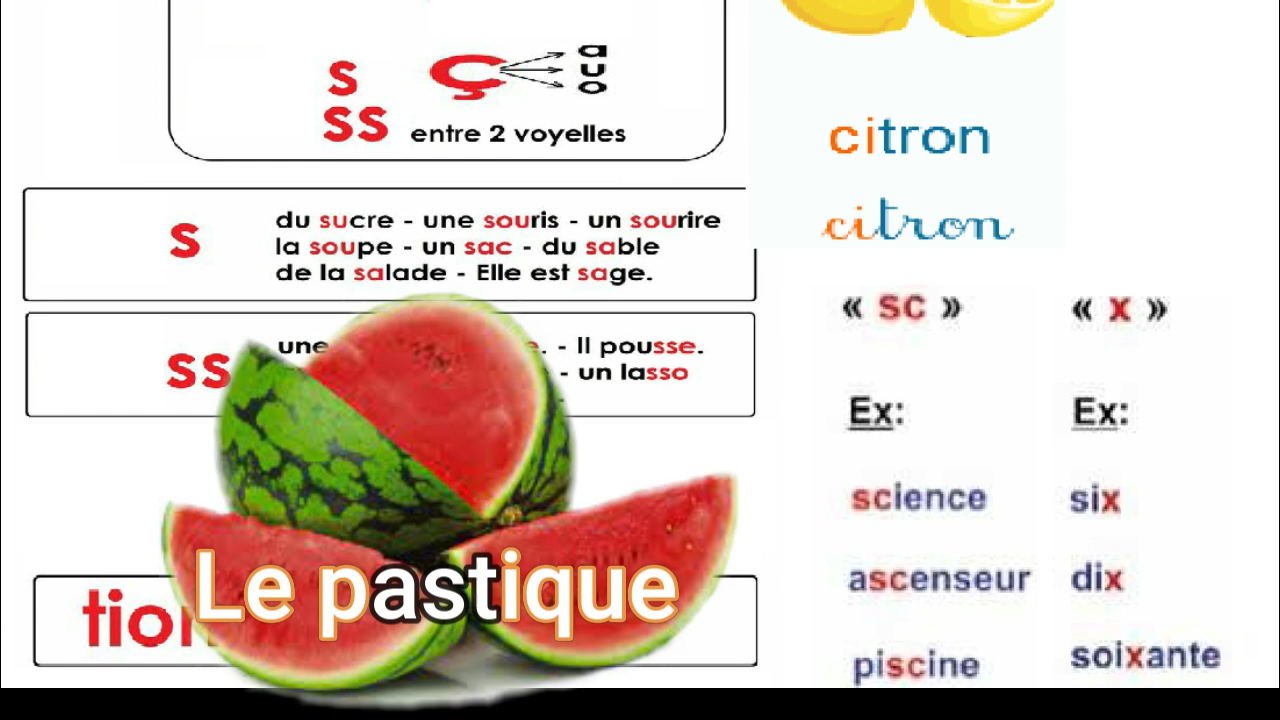 s
ç
a
u
o
ss entre 2 voyelles
s
du sucre - une souris - un sourire
la soupe - un sac - du sable
de la salade - Elle est sage.
ss
une
. - Il pousse.
- un lasso
tion
Le pastique
citron
citron
« sc »
Ex:
science
ascenseur
piscine
« x »
Ex:
six
dix
soixante